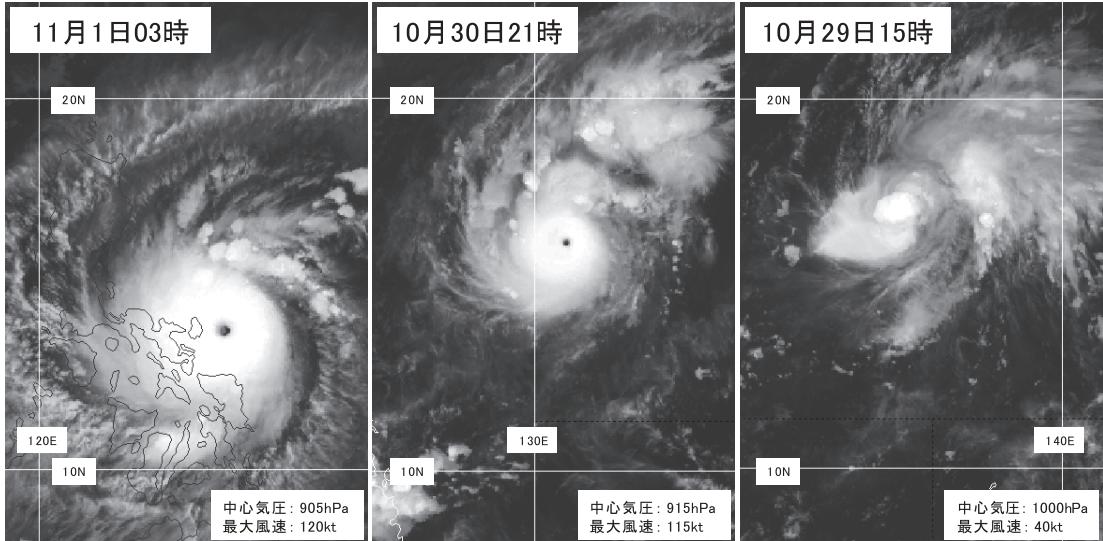 11月1日03時
20N
120E
10N
中心気圧：905hPa
最大風速：120kt
10月30日21時
20N
130E
10N
中心気圧：915hPa
最大風速：115kt
10月29日15時
20N
140E
10N
中心気圧：1000hPa
最大風速：40kt